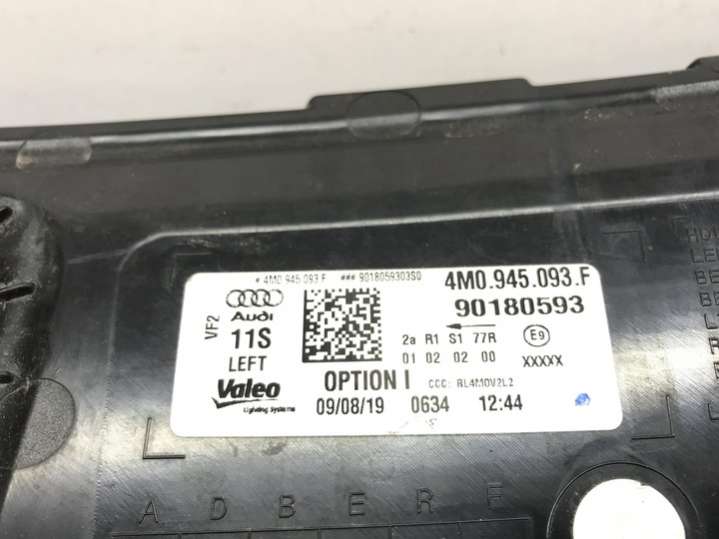 * 4M0.945.093.F ### 9018059303S0
4M0.945.093.F
90180593
VF2
Audi
11S
LEFT
2a R1 S1 77R
01 02 02 00
E9
XXXXX
Valeo
Lighting Systems
OPTION I
CCC: RL4M0V2L2
09/08/19 0634 12:44
A D B E R F